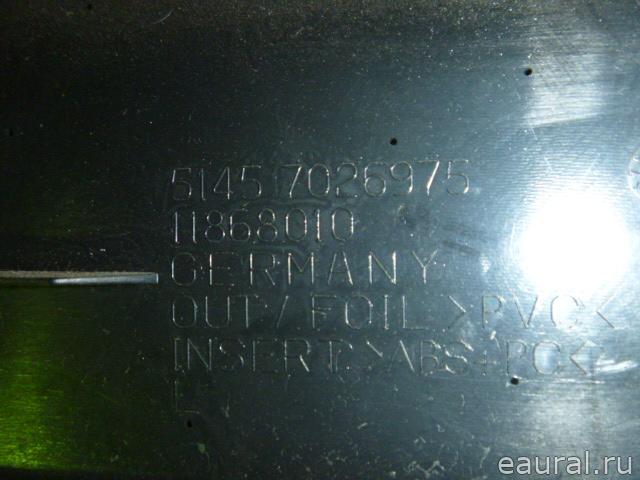 51457026975
11868010
GERMANY
OUT/FOIL >PVC<
INSERT: >ABS+PC<
L
eaural.ru